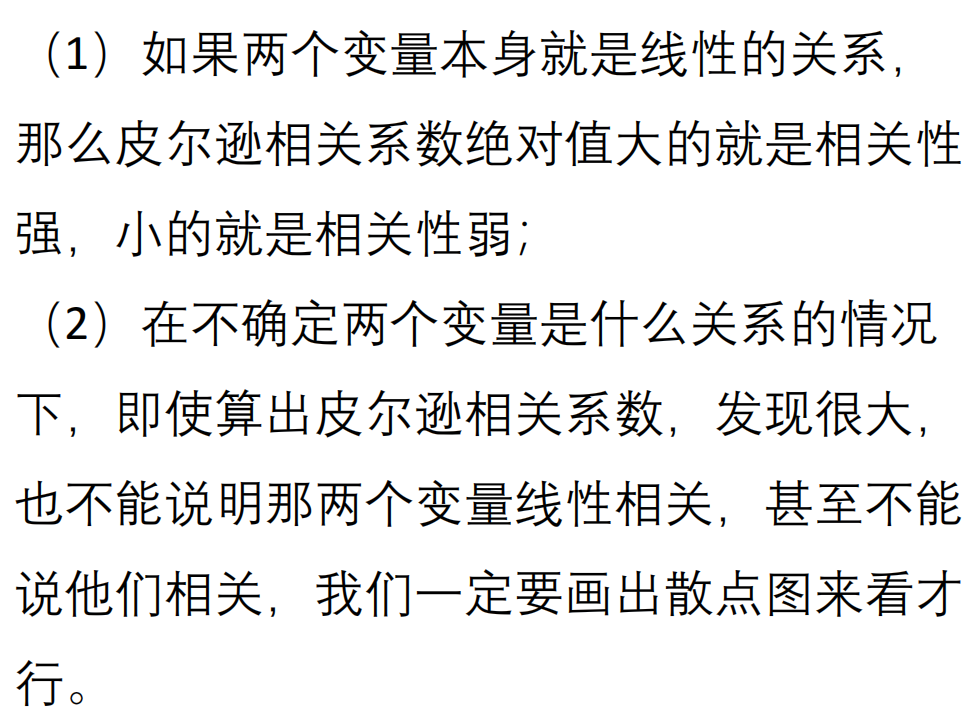 （1）如果两个变量本身就是线性的关系，
那么皮尔逊相关系数绝对值大的就是相关性
强，小的就是相关性弱；
（2）在不确定两个变量是什么关系的情况
下，即使算出皮尔逊相关系数，发现很大，
也不能说明那两个变量线性相关，甚至不能
说他们相关，我们一定要画出散点图来看才
行。